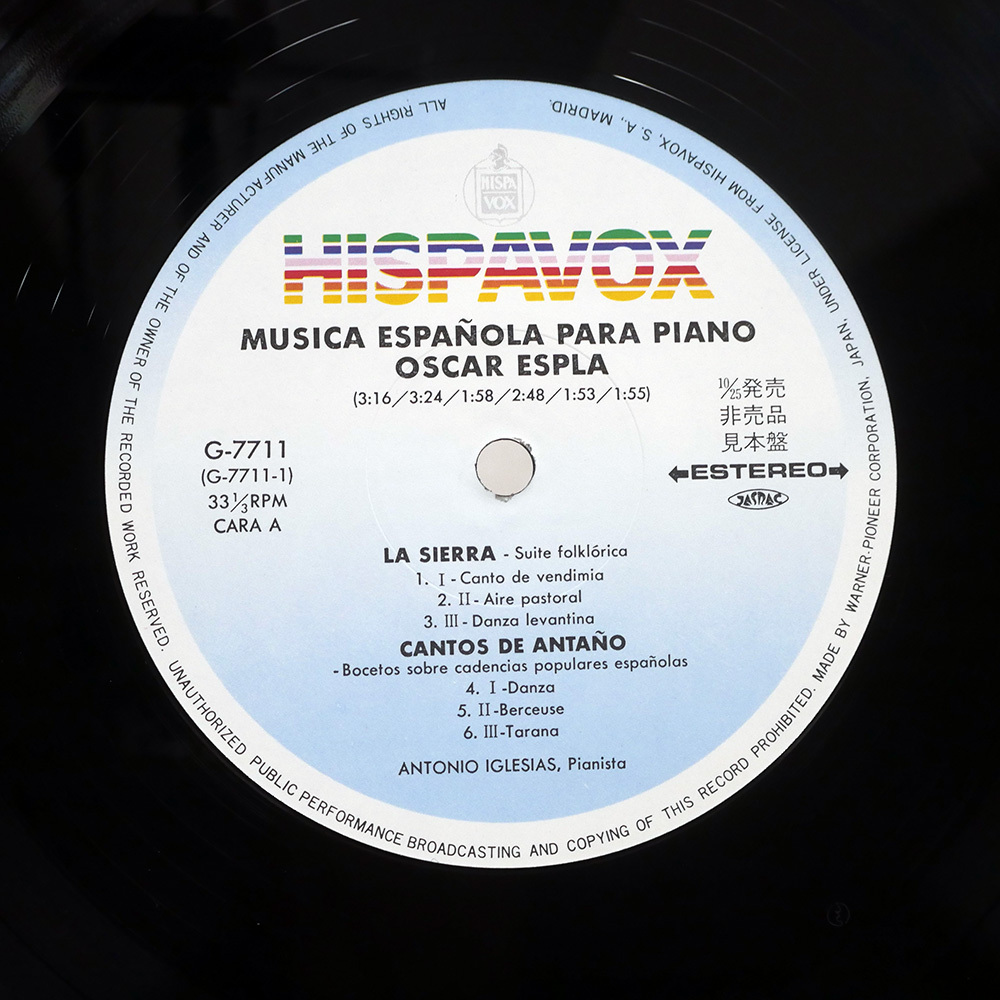 HISPA
VOX
HISPAVOX
MUSICA ESPAÑOLA PARA PIANO
OSCAR ESPLA
(3:16／3:24／1:58／2:48／1:53／1:55)
10/25発売
非売品
見本盤
G-7711
(G-7711-1)
33 1/3 RPM
CARA A
ESTEREO
JASRAC
LA SIERRA - Suite folklórica
1. I - Canto de vendimia
2. II - Aire pastoral
3. III - Danza levantina
CANTOS DE ANTAÑO
- Bocetos sobre cadencias populares españolas
4. I -Danza
5. II -Berceuse
6. III -Tarana
ANTONIO IGLESIAS, Pianista
ALL RIGHTS OF THE MANUFACTURER AND OF THE OWNER OF THE RECORDED WORK RESERVED. UNAUTHORIZED PUBLIC PERFORMANCE BROADCASTING AND COPYING OF THIS RECORD PROHIBITED. MADE BY WARNER-PIONEER CORPORATION, JAPAN, UNDER LICENSE FROM HISPAVOX, S. A., MADRID.